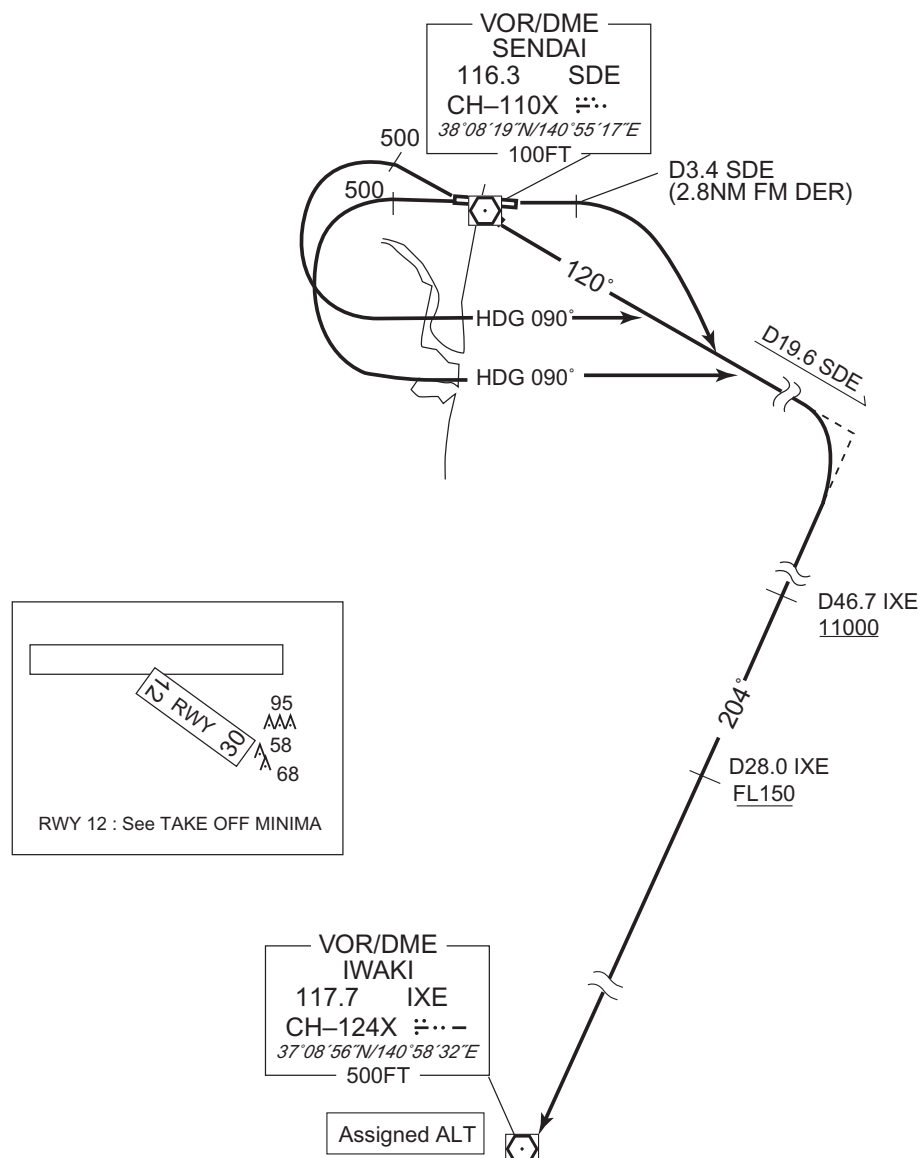 VOR/DME
SENDAI
116.3 SDE
CH–110X
38°08´19˝N/140°55´17˝E
100FT
500
500
D3.4 SDE
(2.8NM FM DER)
120°
HDG 090°
HDG 090°
D19.6 SDE
D46.7 IXE
11000
204°
D28.0 IXE
FL150
12 RWY 30
95
58
68
RWY 12 : See TAKE OFF MINIMA
VOR/DME
IWAKI
117.7 IXE
CH–124X
37°08´56˝N/140°58´32˝E
500FT
Assigned ALT